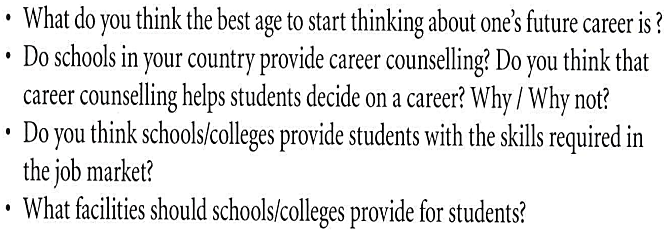 • What do you think the best age to start thinking about one's future career is ?
• Do schools in your country provide career counselling? Do you think that
career counselling helps students decide on a career? Why / Why not?
• Do you think schools/colleges provide students with the skills required in
the job market?
• What facilities should schools/colleges provide for students?